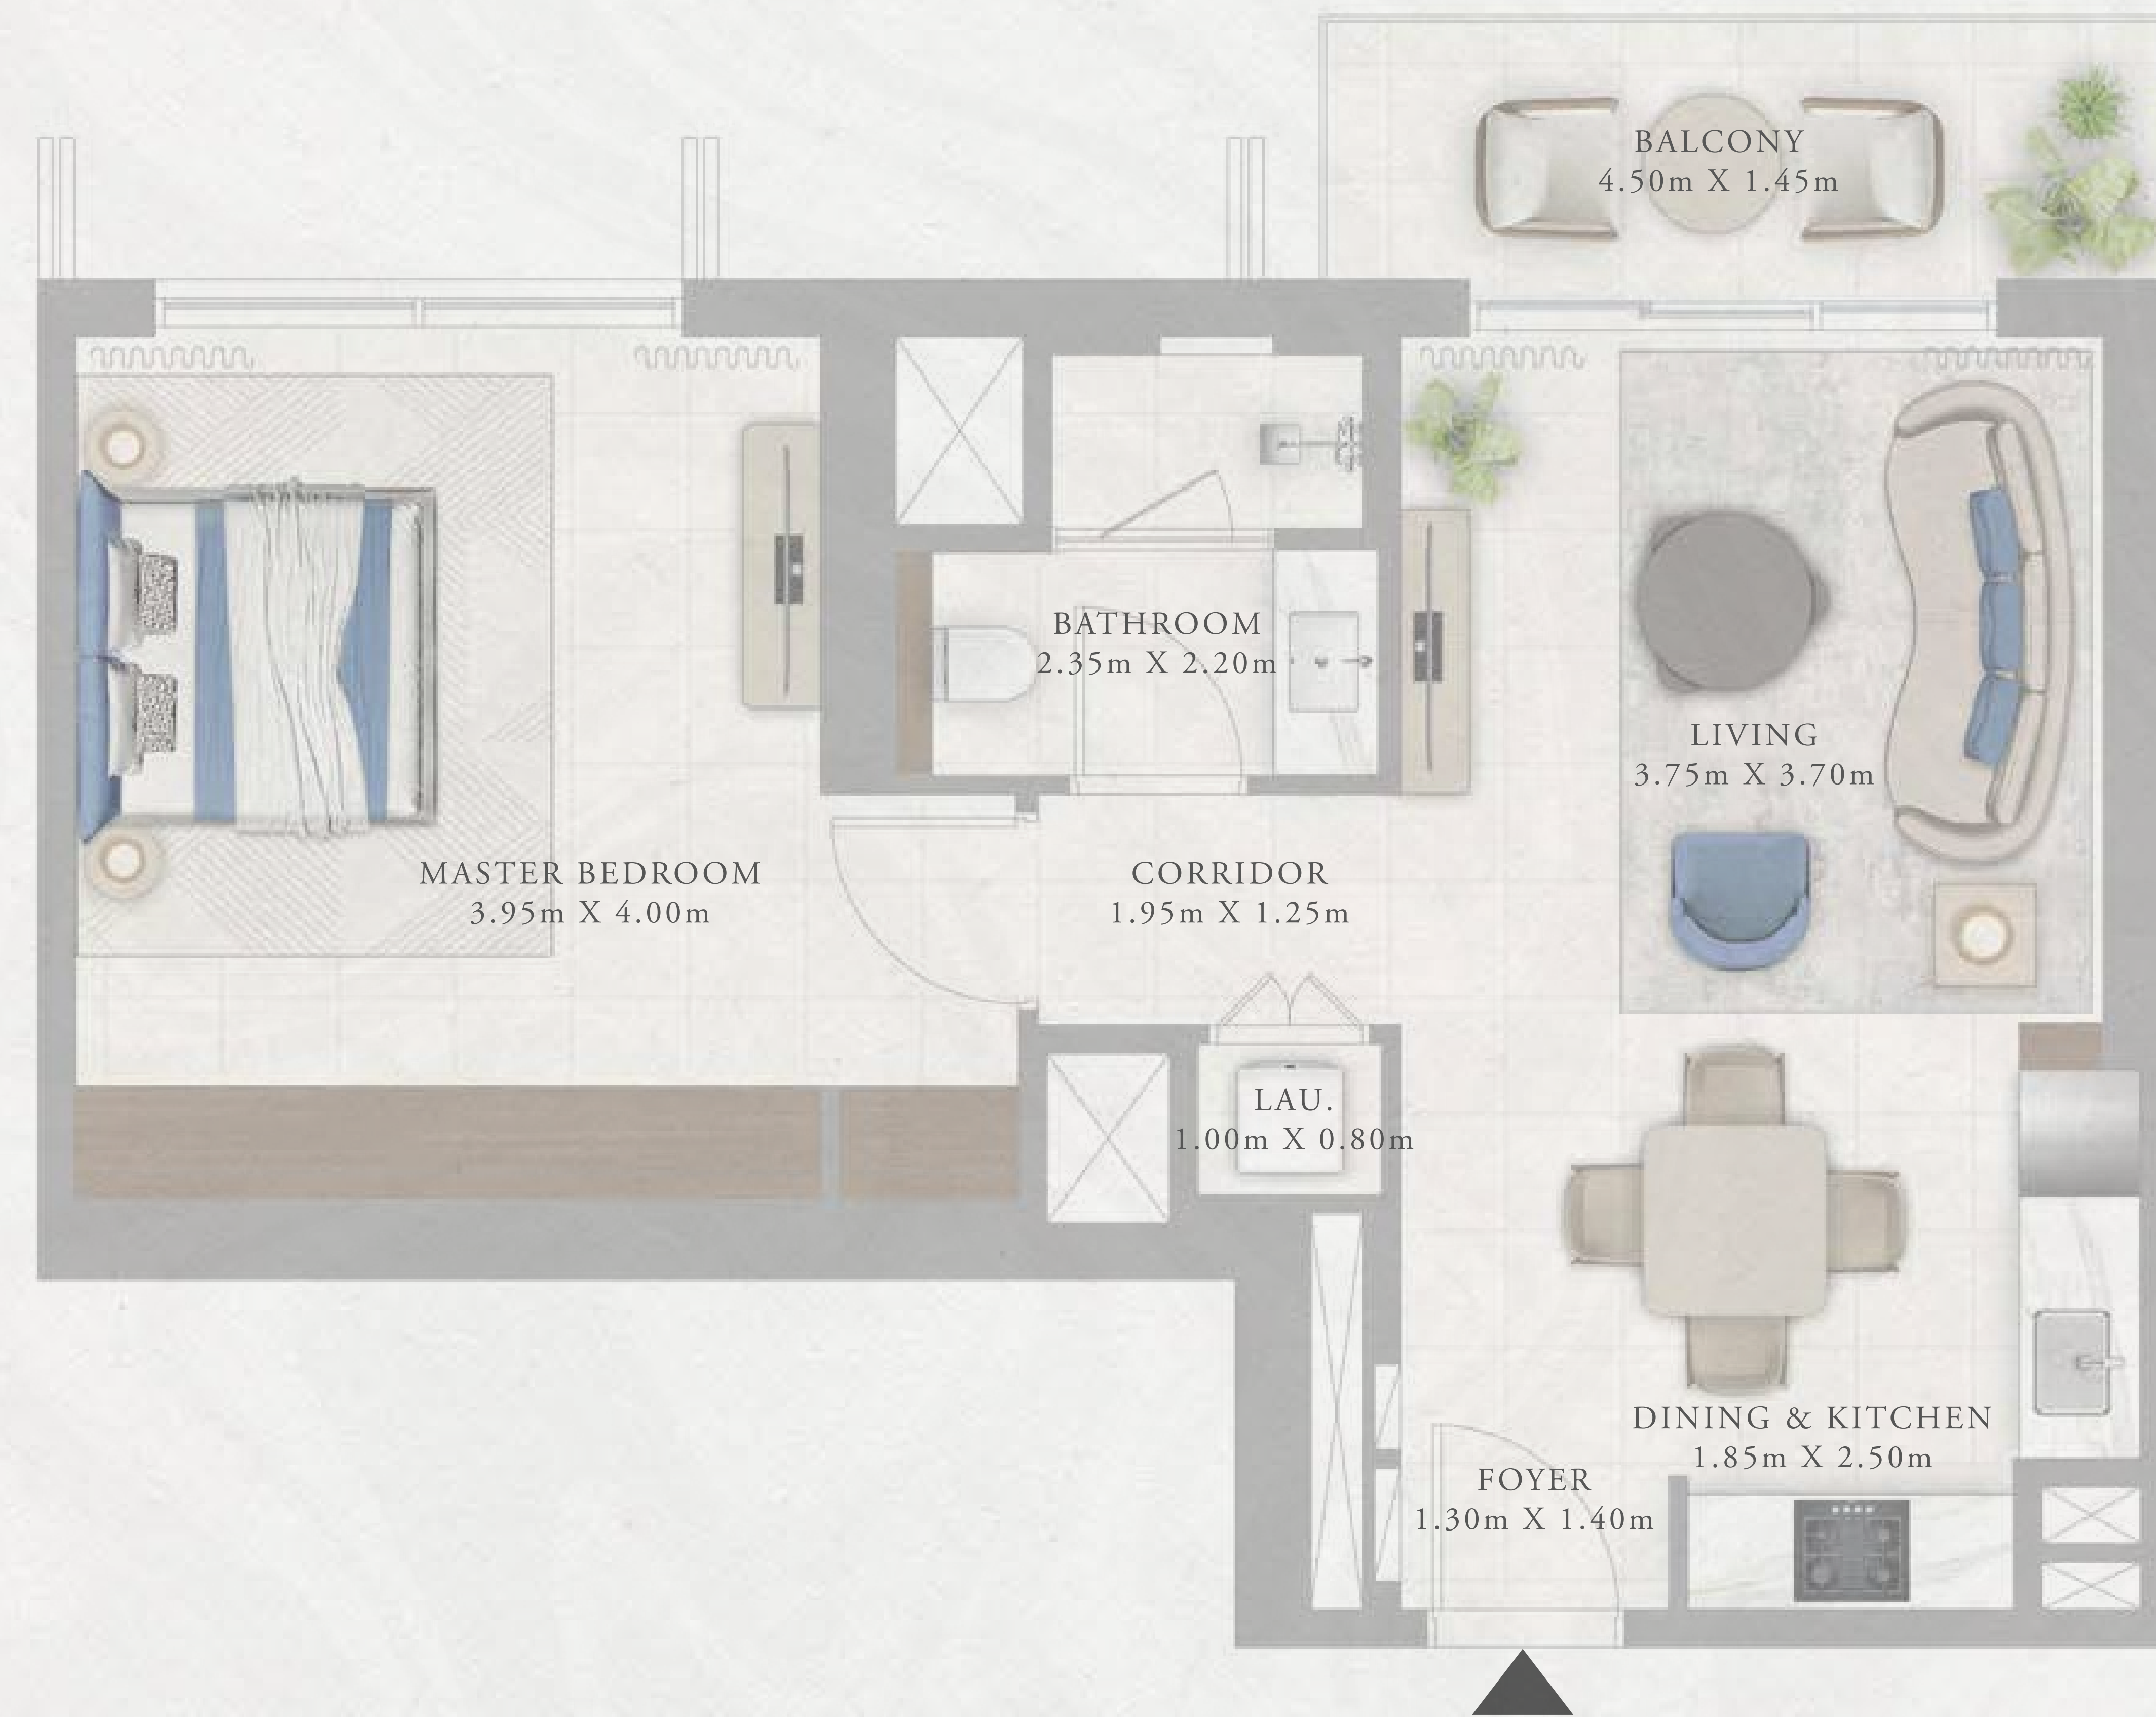 BALCONY
4.50m X 1.45m
BATHROOM
2.35m X 2.20m
LIVING
3.75m X 3.70m
MASTER BEDROOM
3.95m X 4.00m
CORRIDOR
1.95m X 1.25m
LAU.
1.00m X 0.80m
DINING & KITCHEN
1.85m X 2.50m
FOYER
1.30m X 1.40m